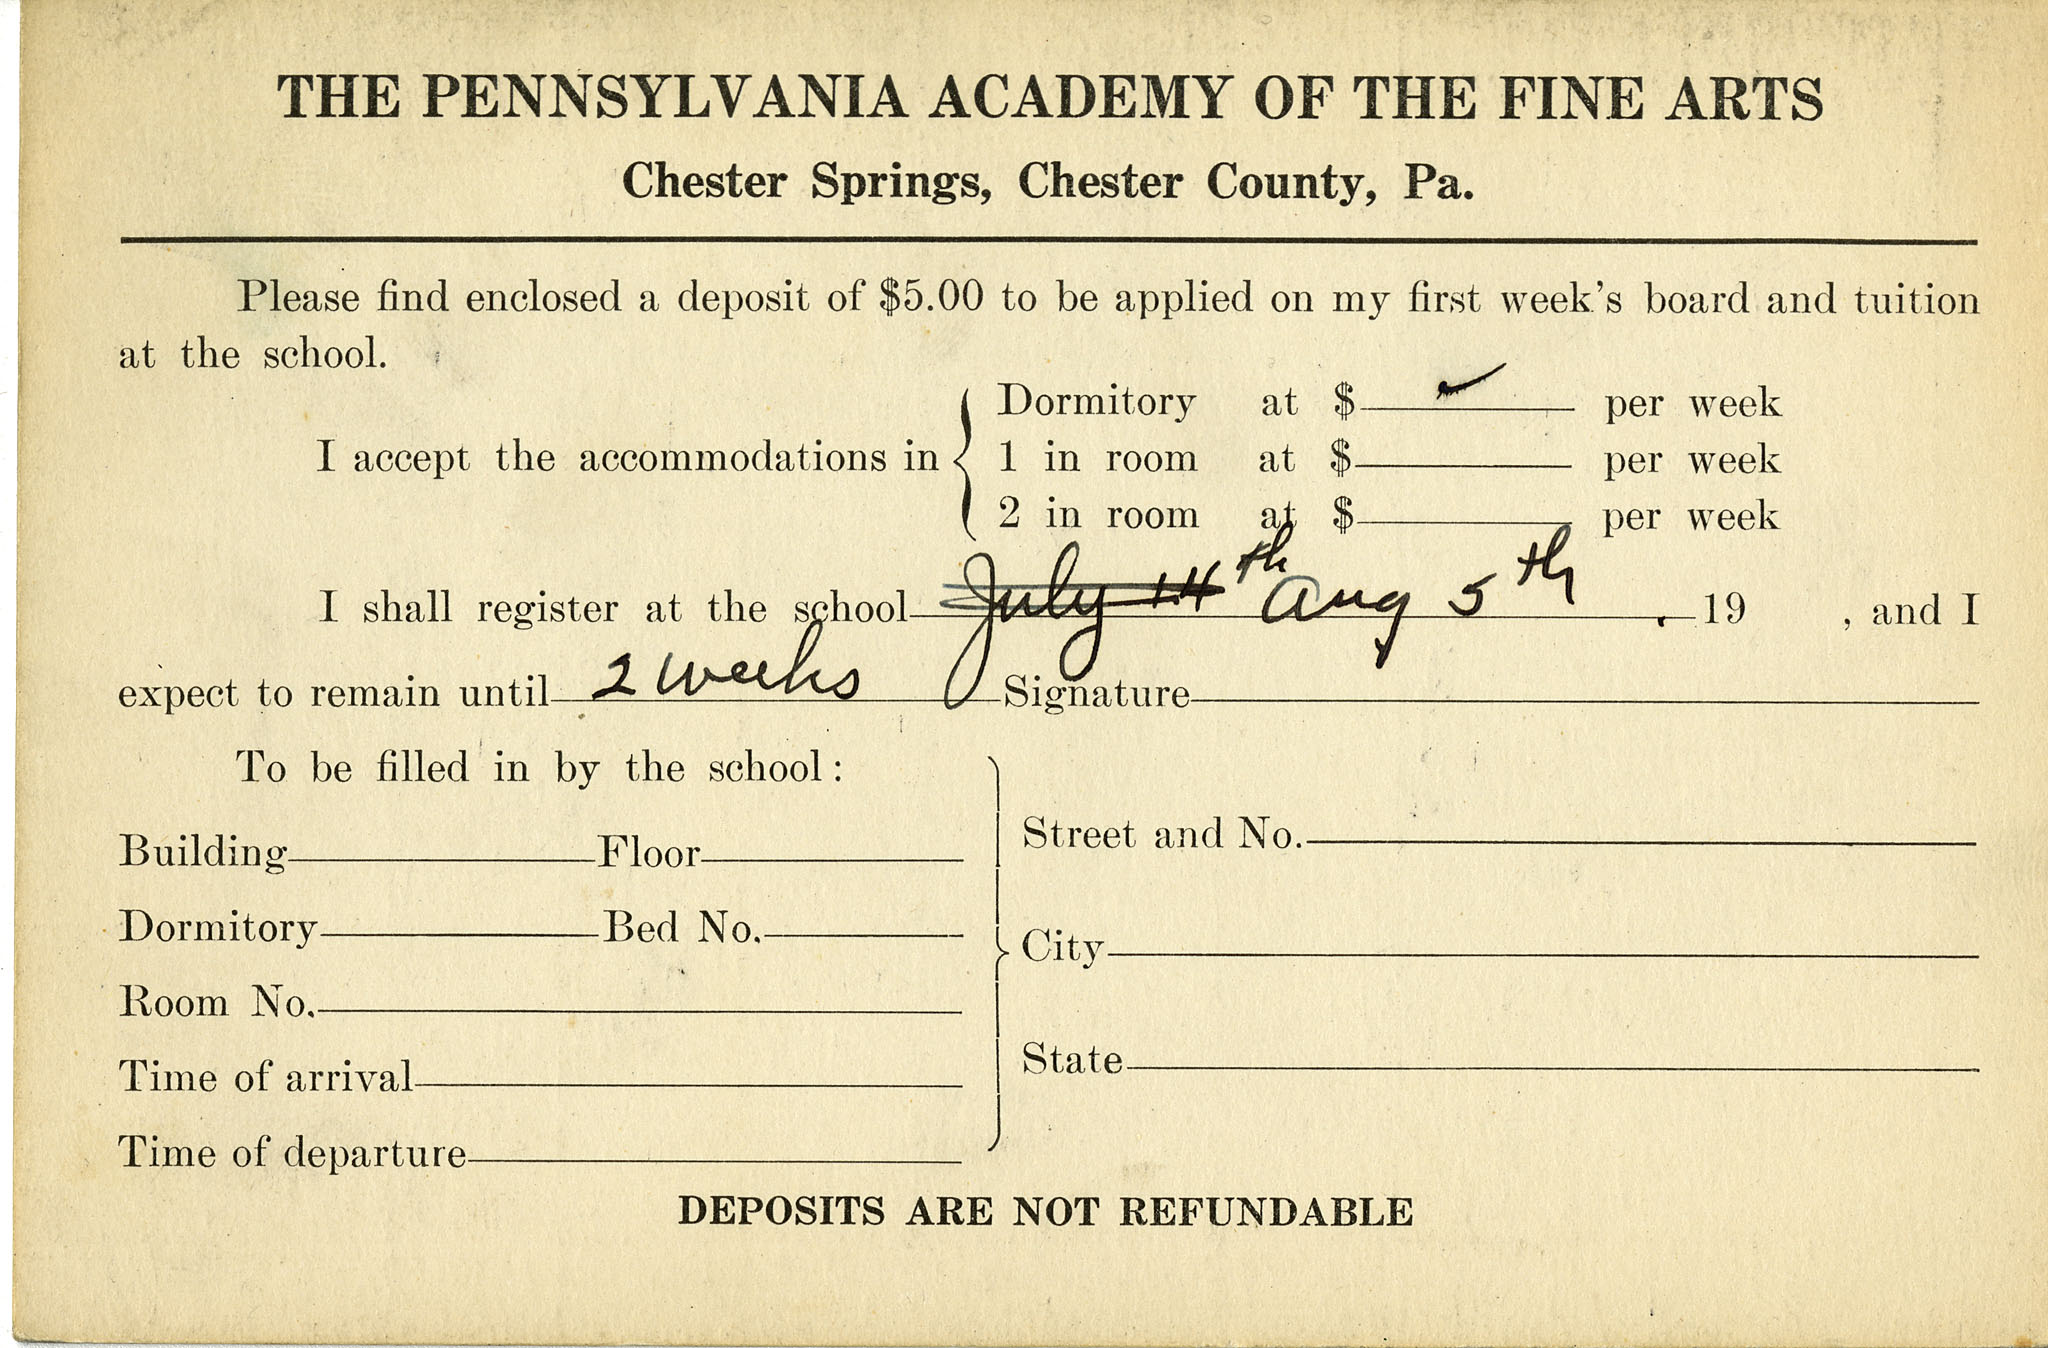 THE PENNSYLVANIA ACADEMY OF THE FINE ARTS
Chester Springs, Chester County, Pa.
Please find enclosed a deposit of $5.00 to be applied on my first week's board and tuition
at the school.
Dormitory at $ ✓ per week
I accept the accommodations in
1 in room at $ per week
2 in room at $ per week
I shall register at the school July 14th Aug 5th, 19 , and I
expect to remain until 2 weeks Signature
To be filled in by the school:
Building Floor
Street and No.
Dormitory Bed No.
City
Room No.
Time of arrival
State
Time of departure
DEPOSITS ARE NOT REFUNDABLE